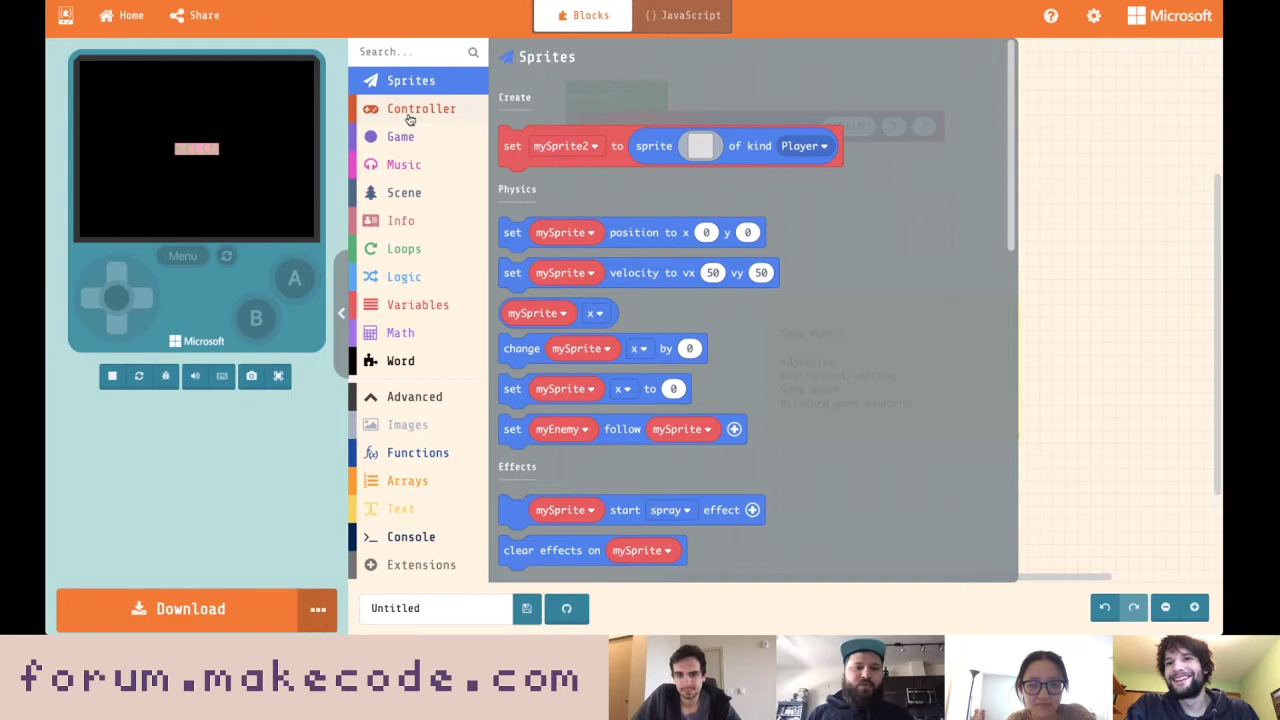 Home
Share
Blocks
{ } JavaScript
Microsoft
Search...
Sprites
Controller
Game
Music
Scene
Info
Loops
Logic
Variables
Math
Word
Advanced
Images
Functions
Arrays
Text
Console
Extensions
Sprites
Create
set mySprite2 to sprite of kind Player
Physics
set mySprite position to x 0 y 0
set mySprite velocity to vx 50 vy 50
mySprite x
change mySprite x by 0
set mySprite x to 0
set myEnemy follow mySprite
Effects
mySprite start spray effect
clear effects on mySprite
Menu
A
B
Microsoft
Download
Untitled
forum.makecode.com